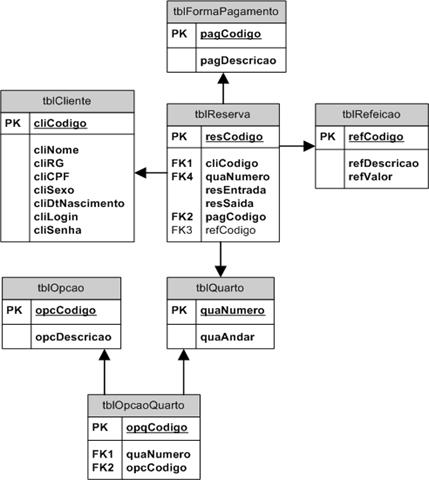 tblFormaPagamento
PK pagCodigo
pagDescricao
tblCliente
PK cliCodigo
cliNome
cliRG
cliCPF
cliSexo
cliDtNascimento
cliLogin
cliSenha
tblReserva
PK resCodigo
FK1 cliCodigo
FK4 quaNumero
resEntrada
resSaida
FK2 pagCodigo
FK3 refCodigo
tblRefeicao
PK refCodigo
refDescricao
refValor
tblOpcao
PK opcCodigo
opcDescricao
tblQuarto
PK quaNumero
quaAndar
tblOpcaoQuarto
PK opqCodigo
FK1 quaNumero
FK2 opcCodigo